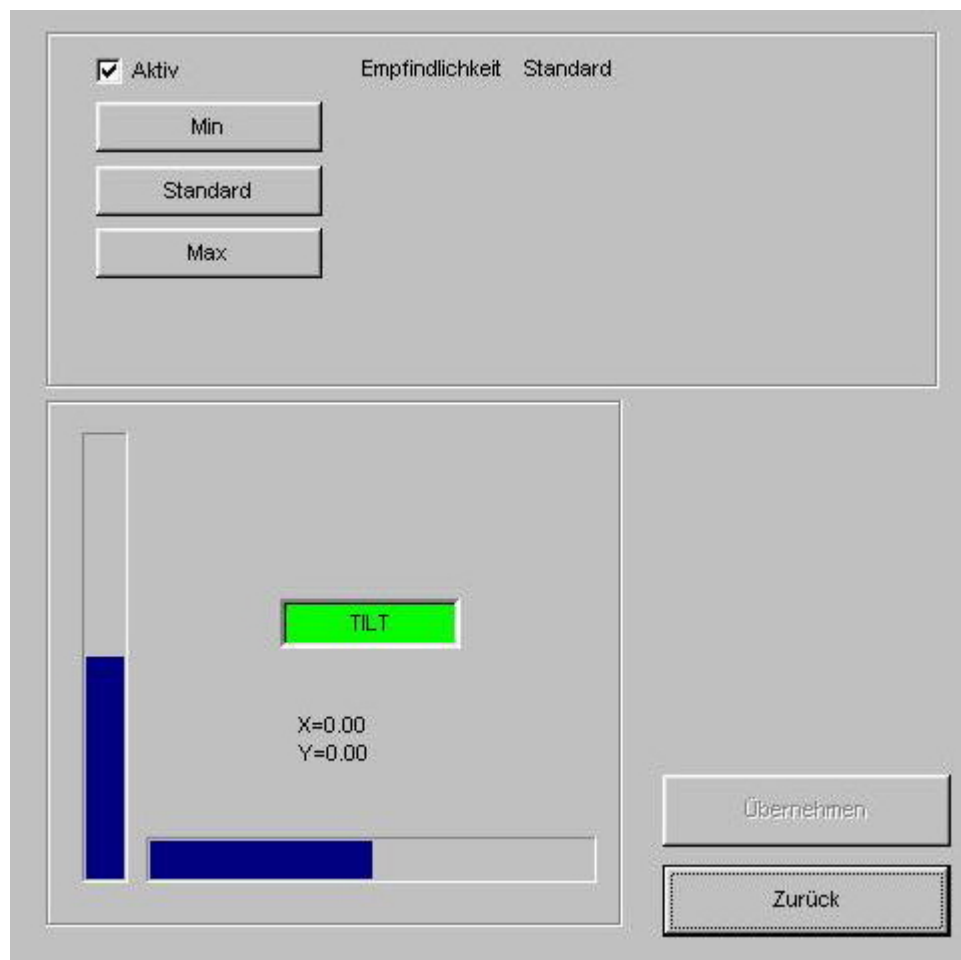 Aktiv
Empfindlichkeit Standard
Min
Standard
Max
TILT
X=0.00
Y=0.00
Übernehmen
Zurück